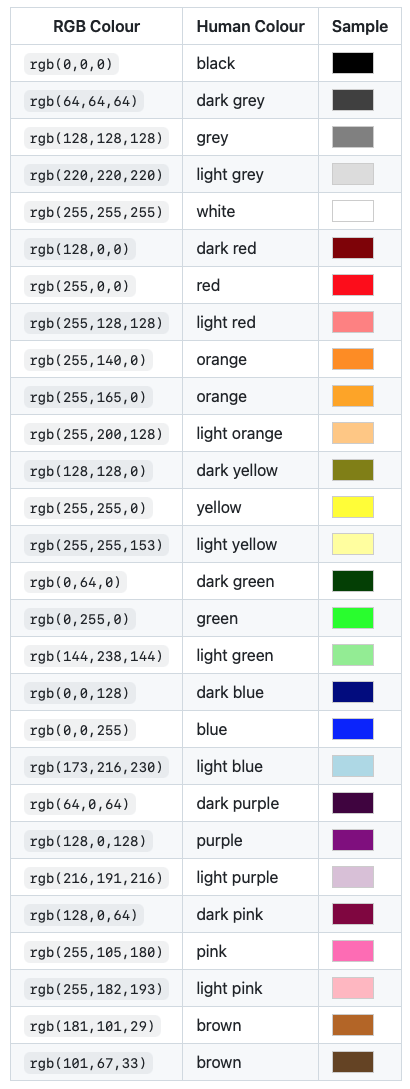 RGB Colour Human Colour Sample
rgb(0,0,0) black
rgb(64,64,64) dark grey
rgb(128,128,128) grey
rgb(220,220,220) light grey
rgb(255,255,255) white
rgb(128,0,0) dark red
rgb(255,0,0) red
rgb(255,128,128) light red
rgb(255,140,0) orange
rgb(255,165,0) orange
rgb(255,200,128) light orange
rgb(128,128,0) dark yellow
rgb(255,255,0) yellow
rgb(255,255,153) light yellow
rgb(0,64,0) dark green
rgb(0,255,0) green
rgb(144,238,144) light green
rgb(0,0,128) dark blue
rgb(0,0,255) blue
rgb(173,216,230) light blue
rgb(64,0,64) dark purple
rgb(128,0,128) purple
rgb(216,191,216) light purple
rgb(128,0,64) dark pink
rgb(255,105,180) pink
rgb(255,182,193) light pink
rgb(181,101,29) brown
rgb(101,67,33) brown